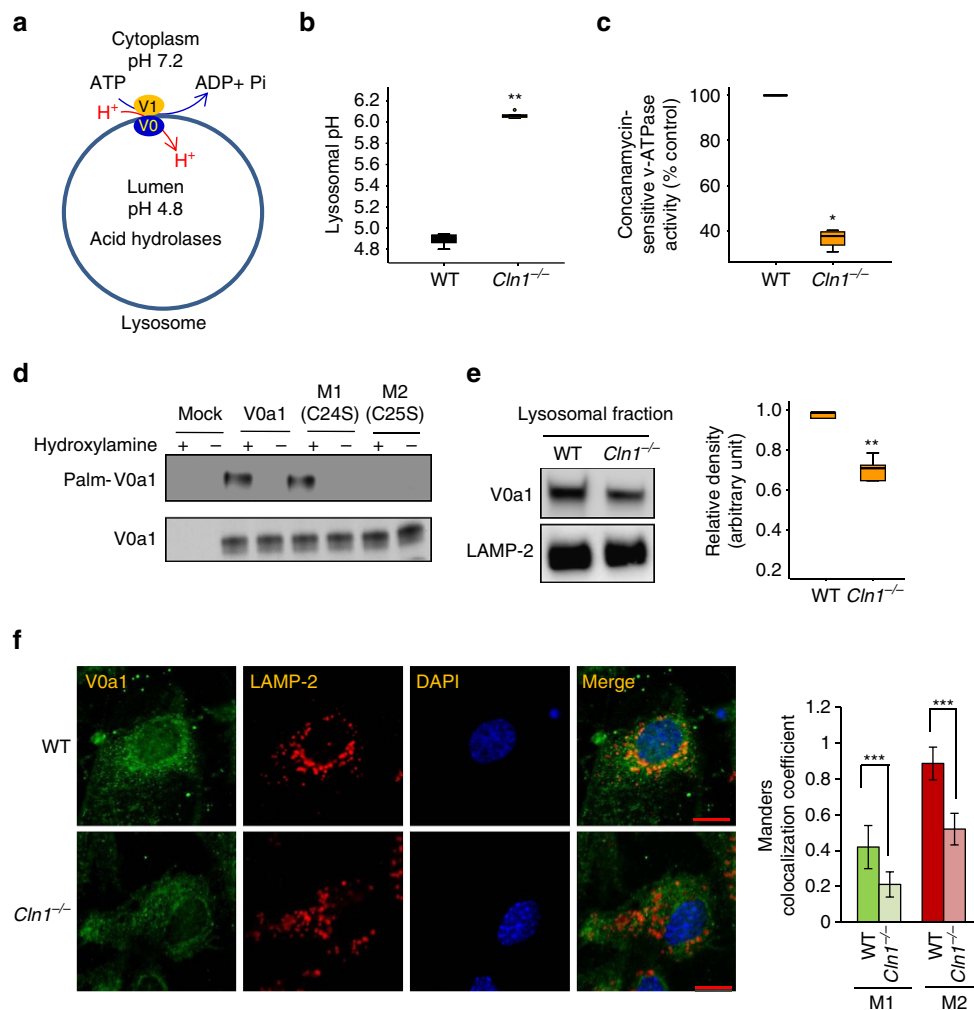 a
Cytoplasm
pH 7.2
ATP
ADP+ Pi
H+
V1
V0
H+
Lumen
pH 4.8
Acid hydrolases
Lysosome
b
Lysosomal pH
6.2
6.0
5.8
5.6
5.4
5.2
5.0
4.8
**
WT
Cln1–/–
c
Concanamycin-
sensitive v-ATPase
activity (% control)
100
80
60
40
*
WT
Cln1–/–
d
Mock
V0a1
M1
(C24S)
M2
(C25S)
Hydroxylamine
+ – + – + – + –
Palm-V0a1
V0a1
e
Lysosomal fraction
WT
Cln1–/–
V0a1
LAMP-2
Relative density
(arbitrary unit)
1.0
0.8
0.6
0.4
0.2
**
WT
Cln1–/–
f
V0a1
LAMP-2
DAPI
Merge
WT
Cln1–/–
Manders
colocalization coefficient
1.2
1
0.8
0.6
0.4
0.2
0
***
***
WT
Cln1–/–
WT
Cln1–/–
M1
M2